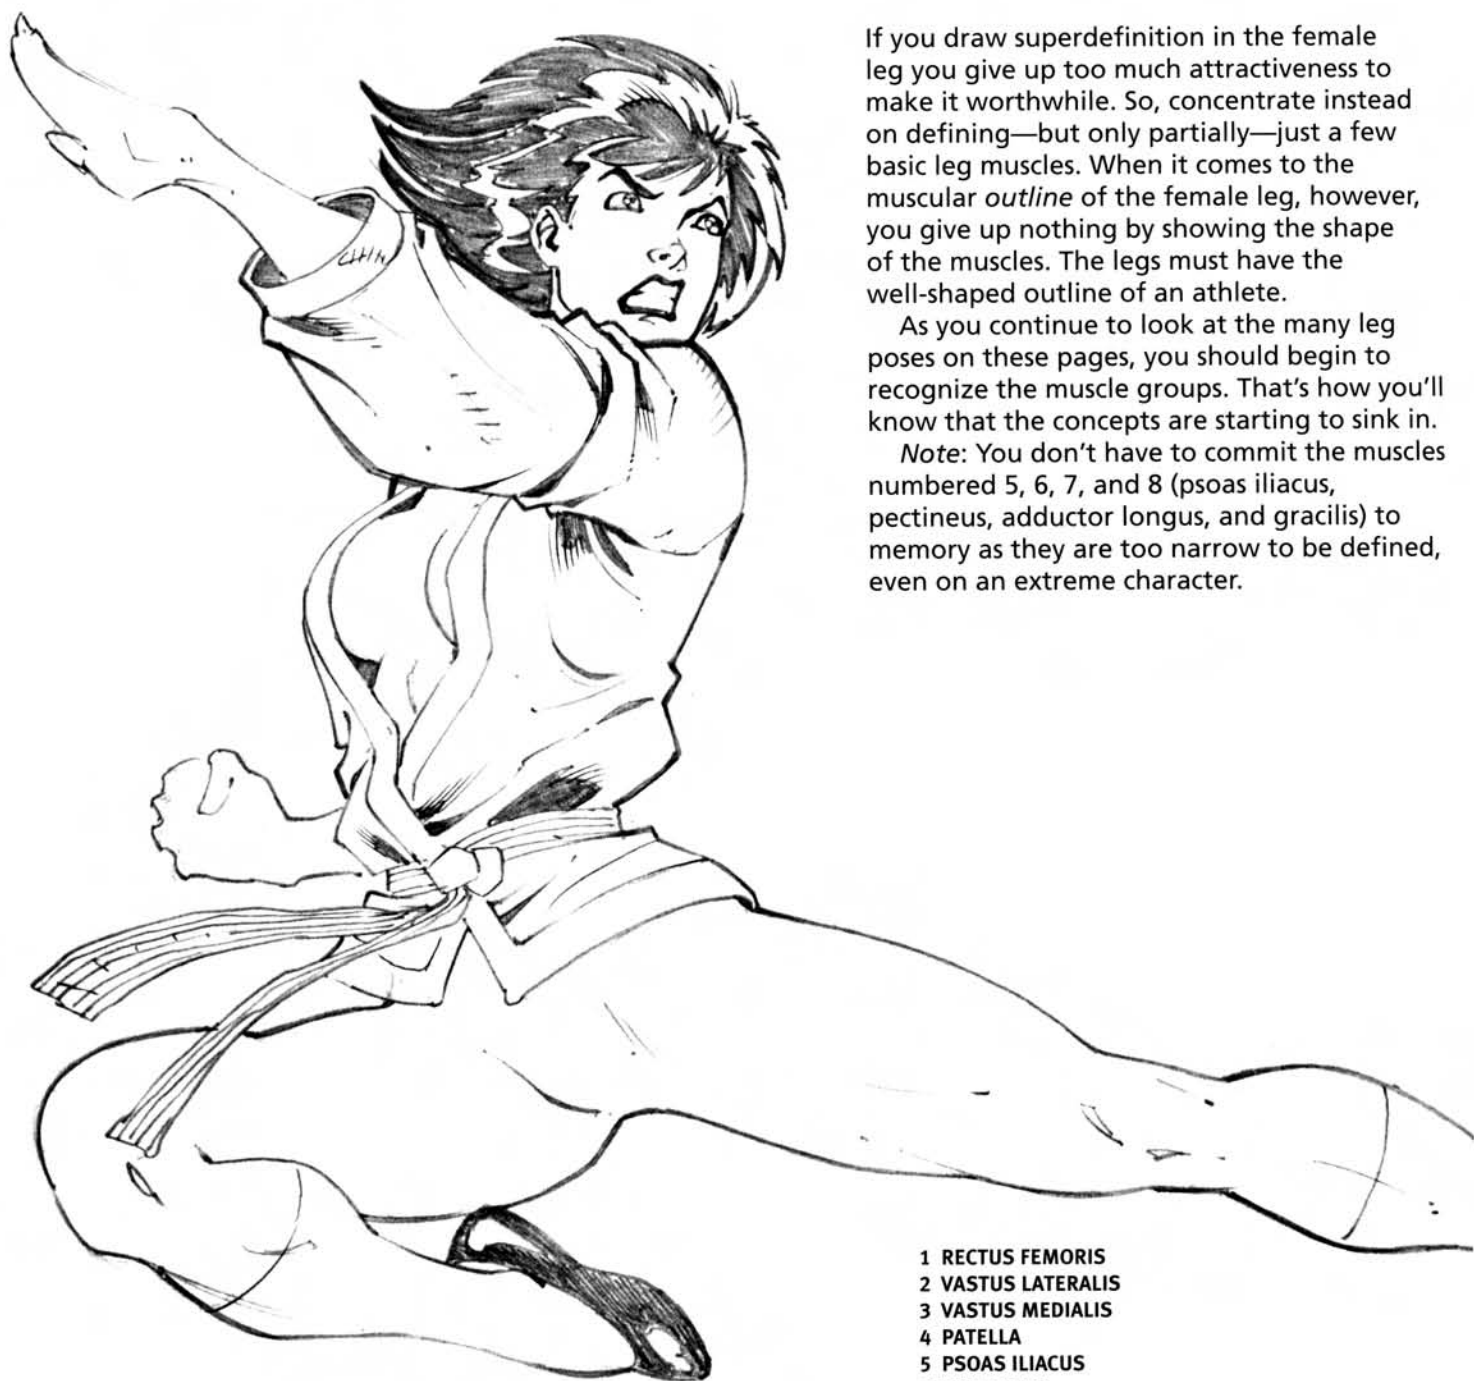 If you draw superdefinition in the female
leg you give up too much attractiveness to
make it worthwhile. So, concentrate instead
on defining—but only partially—just a few
basic leg muscles. When it comes to the
muscular outline of the female leg, however,
you give up nothing by showing the shape
of the muscles. The legs must have the
well-shaped outline of an athlete.
As you continue to look at the many leg
poses on these pages, you should begin to
recognize the muscle groups. That's how you'll
know that the concepts are starting to sink in.
Note: You don't have to commit the muscles
numbered 5, 6, 7, and 8 (psoas iliacus,
pectineus, adductor longus, and gracilis) to
memory as they are too narrow to be defined,
even on an extreme character.
1 RECTUS FEMORIS
2 VASTUS LATERALIS
3 VASTUS MEDIALIS
4 PATELLA
5 PSOAS ILIACUS